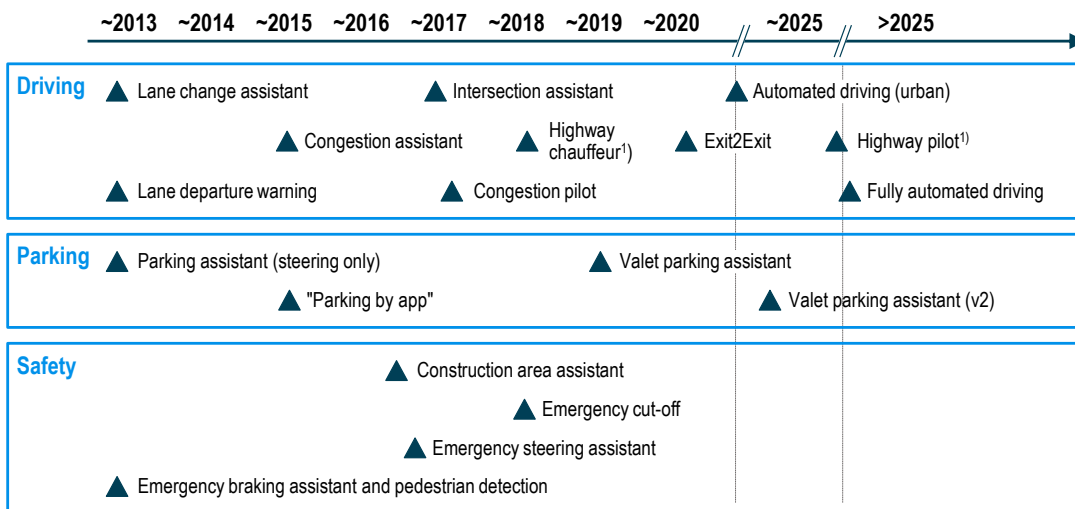 ~2013 ~2014 ~2015 ~2016 ~2017 ~2018 ~2019 ~2020 ~2025 >2025
Driving
Lane change assistant Intersection assistant Automated driving (urban)
Congestion assistant Highway chauffeur¹) Exit2Exit Highway pilot¹⁾
Lane departure warning Congestion pilot Fully automated driving
Parking
Parking assistant (steering only) Valet parking assistant
"Parking by app" Valet parking assistant (v2)
Safety
Construction area assistant
Emergency cut-off
Emergency steering assistant
Emergency braking assistant and pedestrian detection